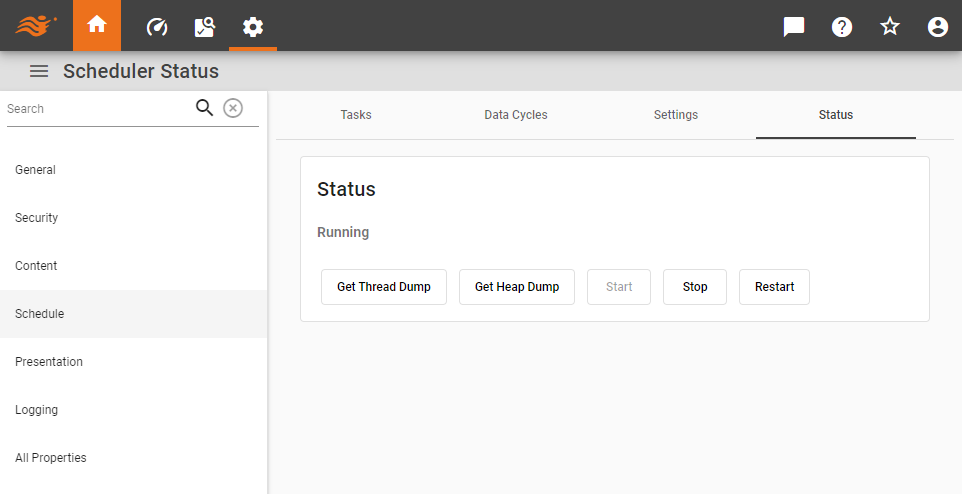 Scheduler Status
Search
General
Security
Content
Schedule
Presentation
Logging
All Properties
Tasks Data Cycles Settings Status
Status
Running
Get Thread Dump Get Heap Dump Start Stop Restart